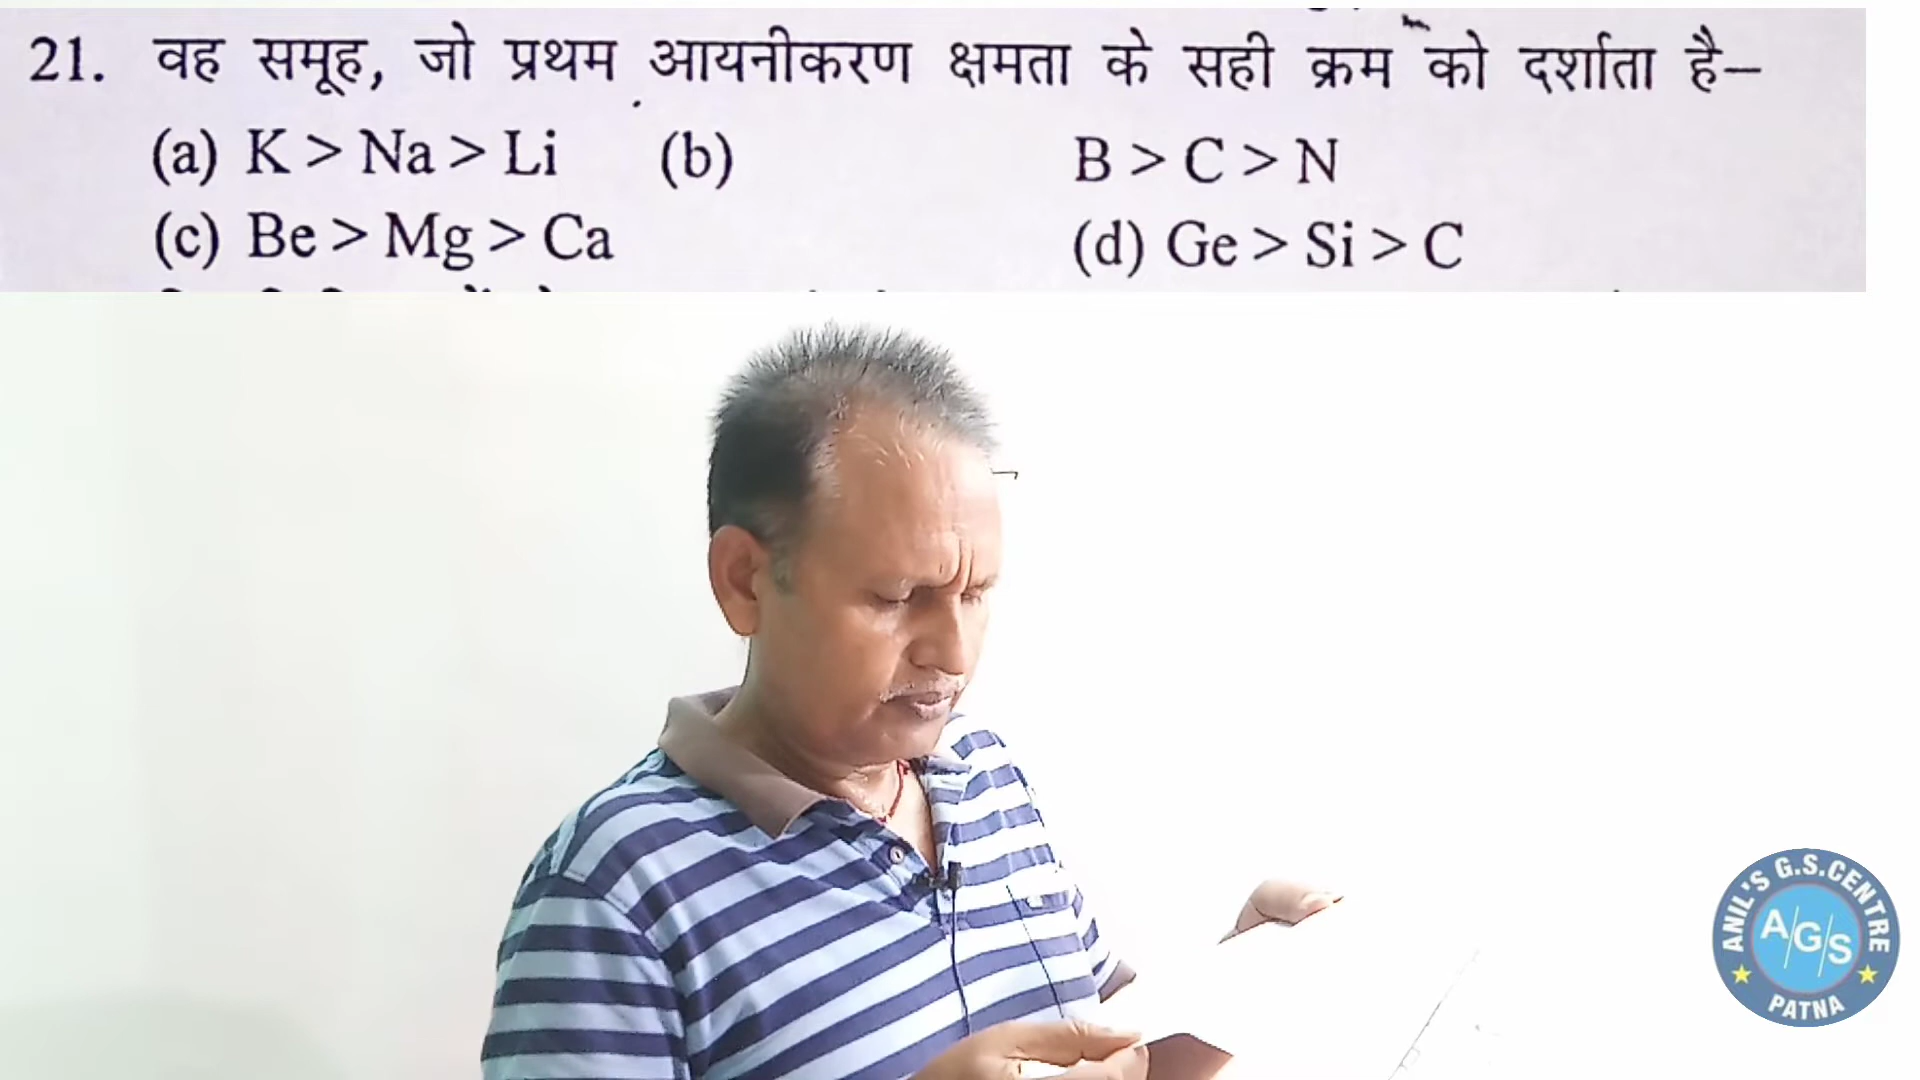 21. वह समूह, जो प्रथम आयनीकरण क्षमता के सही क्रम को दर्शाता है–
(a) K > Na > Li (b) B > C > N
(c) Be > Mg > Ca (d) Ge > Si > C
ANIL'S G.S.CENTRE
A/G/S
PATNA